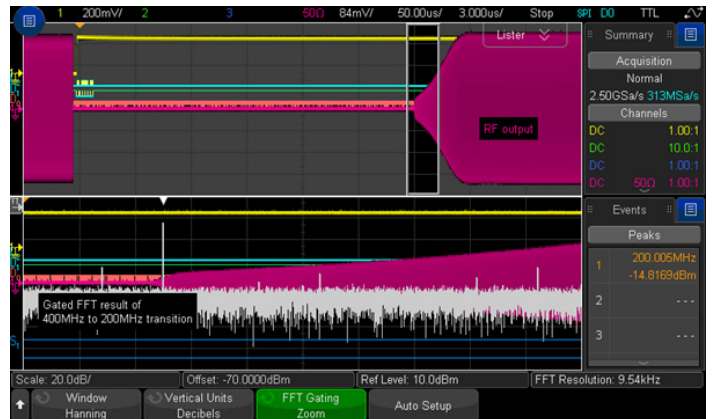 1 200mV/ 2 3 50Ω 84mV/ 50.00us/ 3.000us/ Stop SPI D0 TTL
Lister
Summary
Acquisition
Normal
2.50GSa/s 313MSa/s
Channels
DC 1.00:1
DC 10.0:1
DC 1.00:1
DC 50Ω 1.00:1
RF output
Events
Peaks
1 200.005MHz
-14.8169dBm
2 ---
3 ---
Gated FFT result of
400MHz to 200MHz transition
S1
Scale: 20.0dB/ Offset: -70.0000dBm Ref Level: 10.0dBm FFT Resolution: 9.54kHz
Window
Hanning
Vertical Units
Decibels
FFT Gating
Zoom
Auto Setup